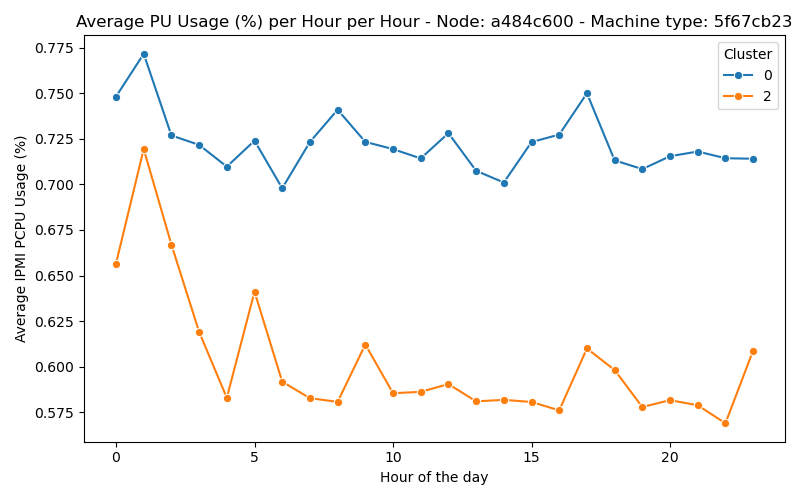 Average PU Usage (%) per Hour per Hour - Node: a484c600 - Machine type: 5f67cb23
Cluster
0
2
0.775
0.750
0.725
0.700
0.675
0.650
0.625
0.600
0.575
Average IPMI PCPU Usage (%)
0 5 10 15 20
Hour of the day